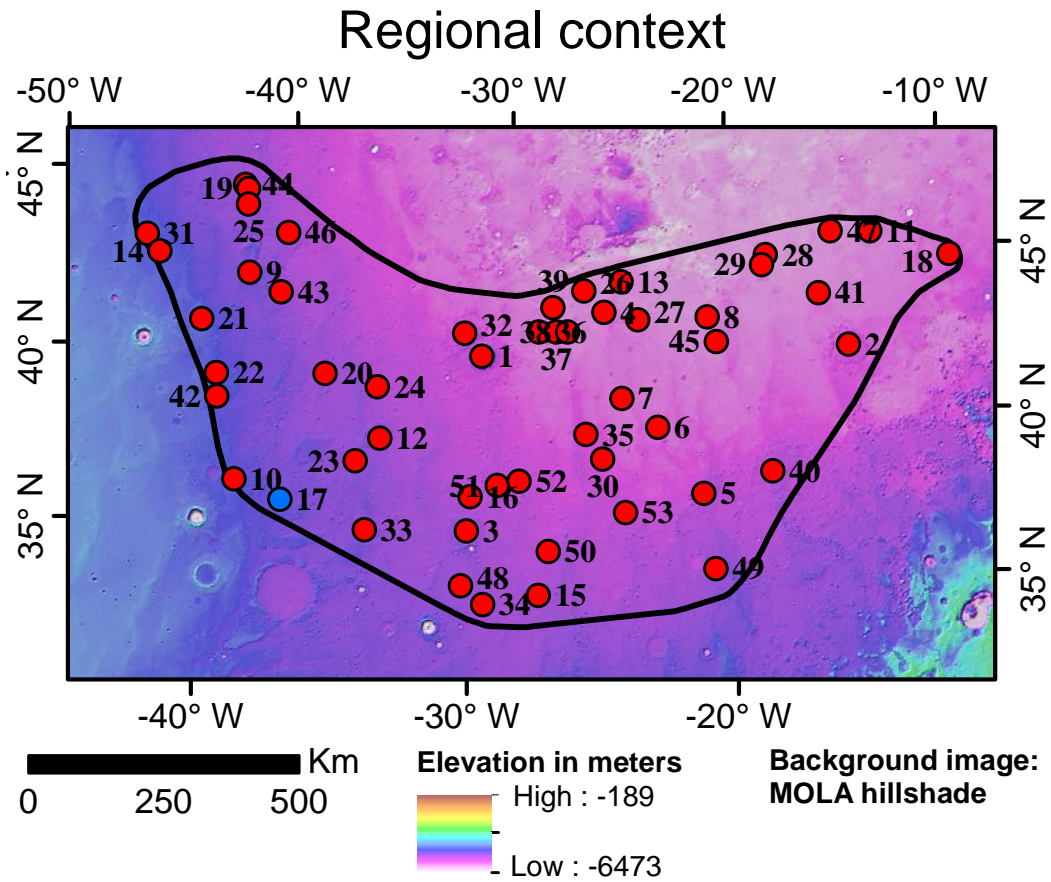 Regional context
-50° W -40° W -30° W -20° W -10° W
45° N
40° N
35° N
45° N
40° N
35° N
19 44
25 46
31
14
9
43
21
22
42
20
24
12
23
10
17
33
39 26 13
32
38 36
37
1
4 27
8
45
29 28
47 11
18
41
2
7
35 6
30
51 16 52
53
5
40
3
50
48
34 15
49
-40° W -30° W -20° W
Km
0 250 500
Elevation in meters
High : -189
Low : -6473
Background image:
MOLA hillshade